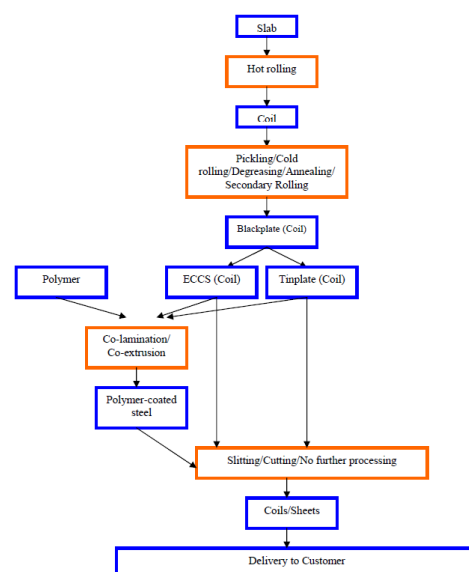 Slab
Hot rolling
Coil
Pickling/Cold
rolling/Degreasing/Annealing/
Secondary Rolling
Blackplate (Coil)
Polymer
ECCS (Coil)
Tinplate (Coil)
Co-lamination/
Co-extrusion
Polymer-coated
steel
Slitting/Cutting/No further processing
Coils/Sheets
Delivery to Customer